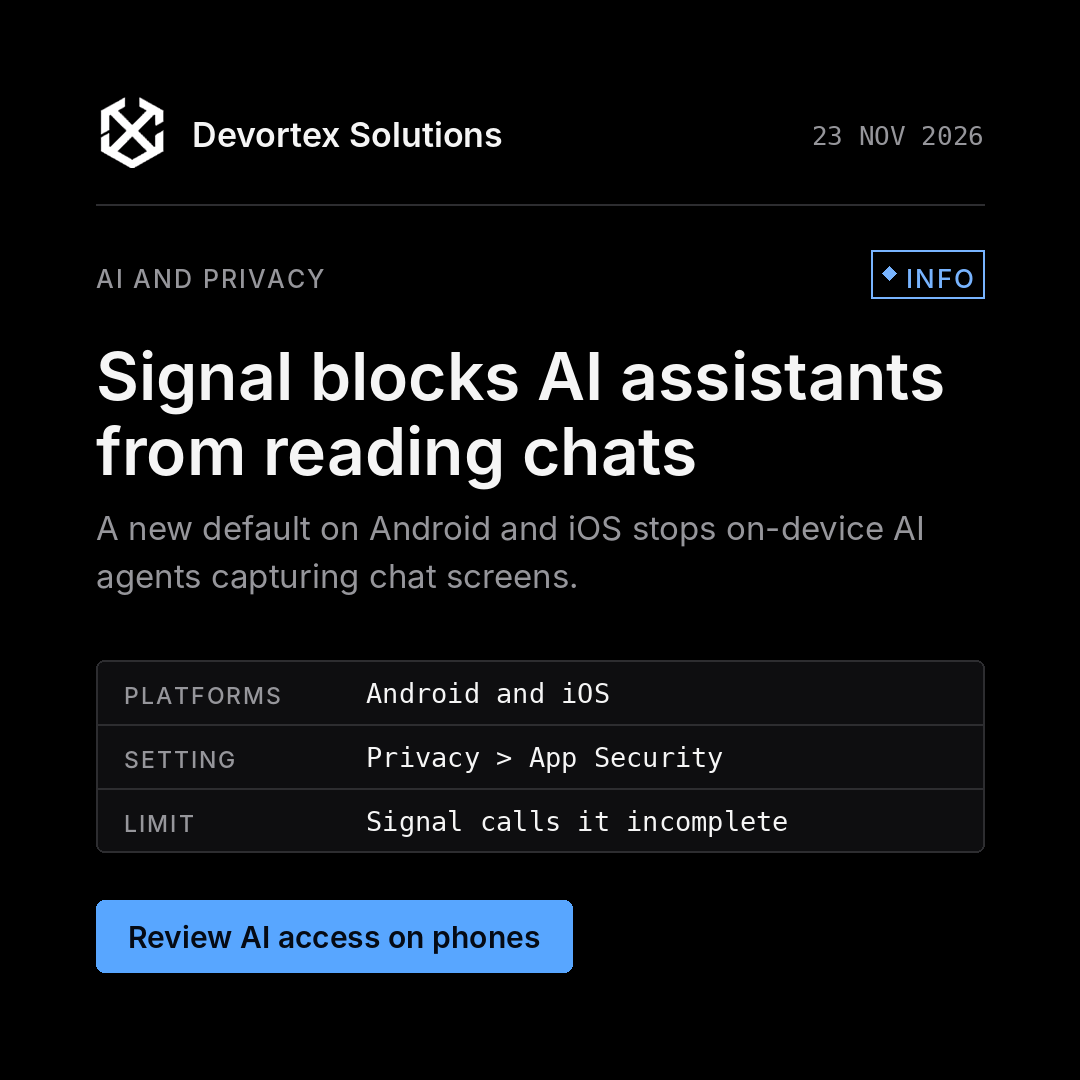 Devortex Solutions
23 NOV 2026
AI AND PRIVACY
INFO
Signal blocks AI assistants
from reading chats
A new default on Android and iOS stops on-device AI
agents capturing chat screens.
PLATFORMS Android and iOS
SETTING Privacy > App Security
LIMIT Signal calls it incomplete
Review AI access on phones